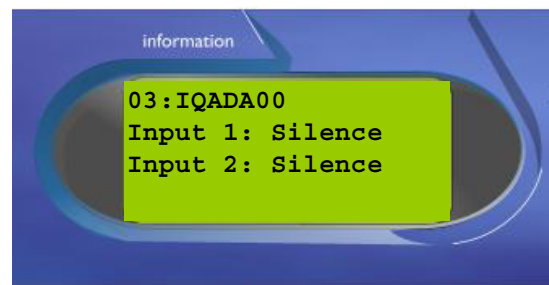 information
03:IQADA00
Input 1: Silence
Input 2: Silence